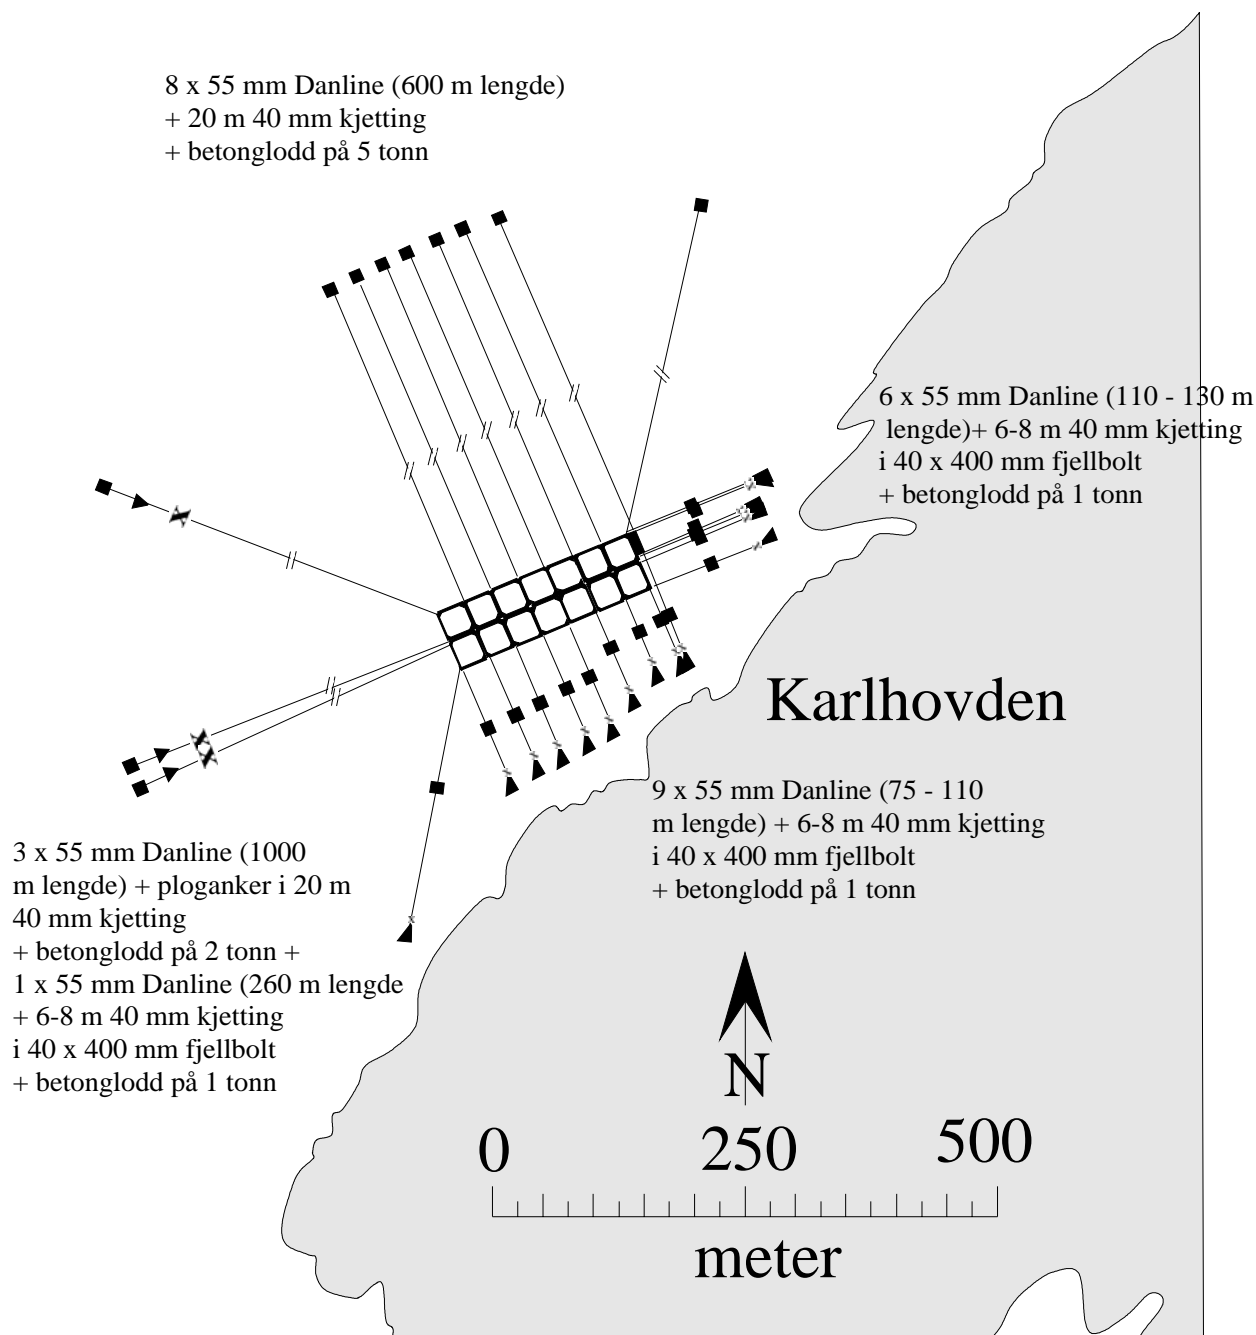 8 x 55 mm Danline (600 m lengde)
+ 20 m 40 mm kjetting
+ betonglodd på 5 tonn
6 x 55 mm Danline (110 - 130 m
lengde)+ 6-8 m 40 mm kjetting
i 40 x 400 mm fjellbolt
+ betonglodd på 1 tonn
Karlhovden
9 x 55 mm Danline (75 - 110
m lengde) + 6-8 m 40 mm kjetting
i 40 x 400 mm fjellbolt
+ betonglodd på 1 tonn
3 x 55 mm Danline (1000
m lengde) + ploganker i 20 m
40 mm kjetting
+ betonglodd på 2 tonn +
1 x 55 mm Danline (260 m lengde
+ 6-8 m 40 mm kjetting
i 40 x 400 mm fjellbolt
+ betonglodd på 1 tonn
N
0 250 500
meter